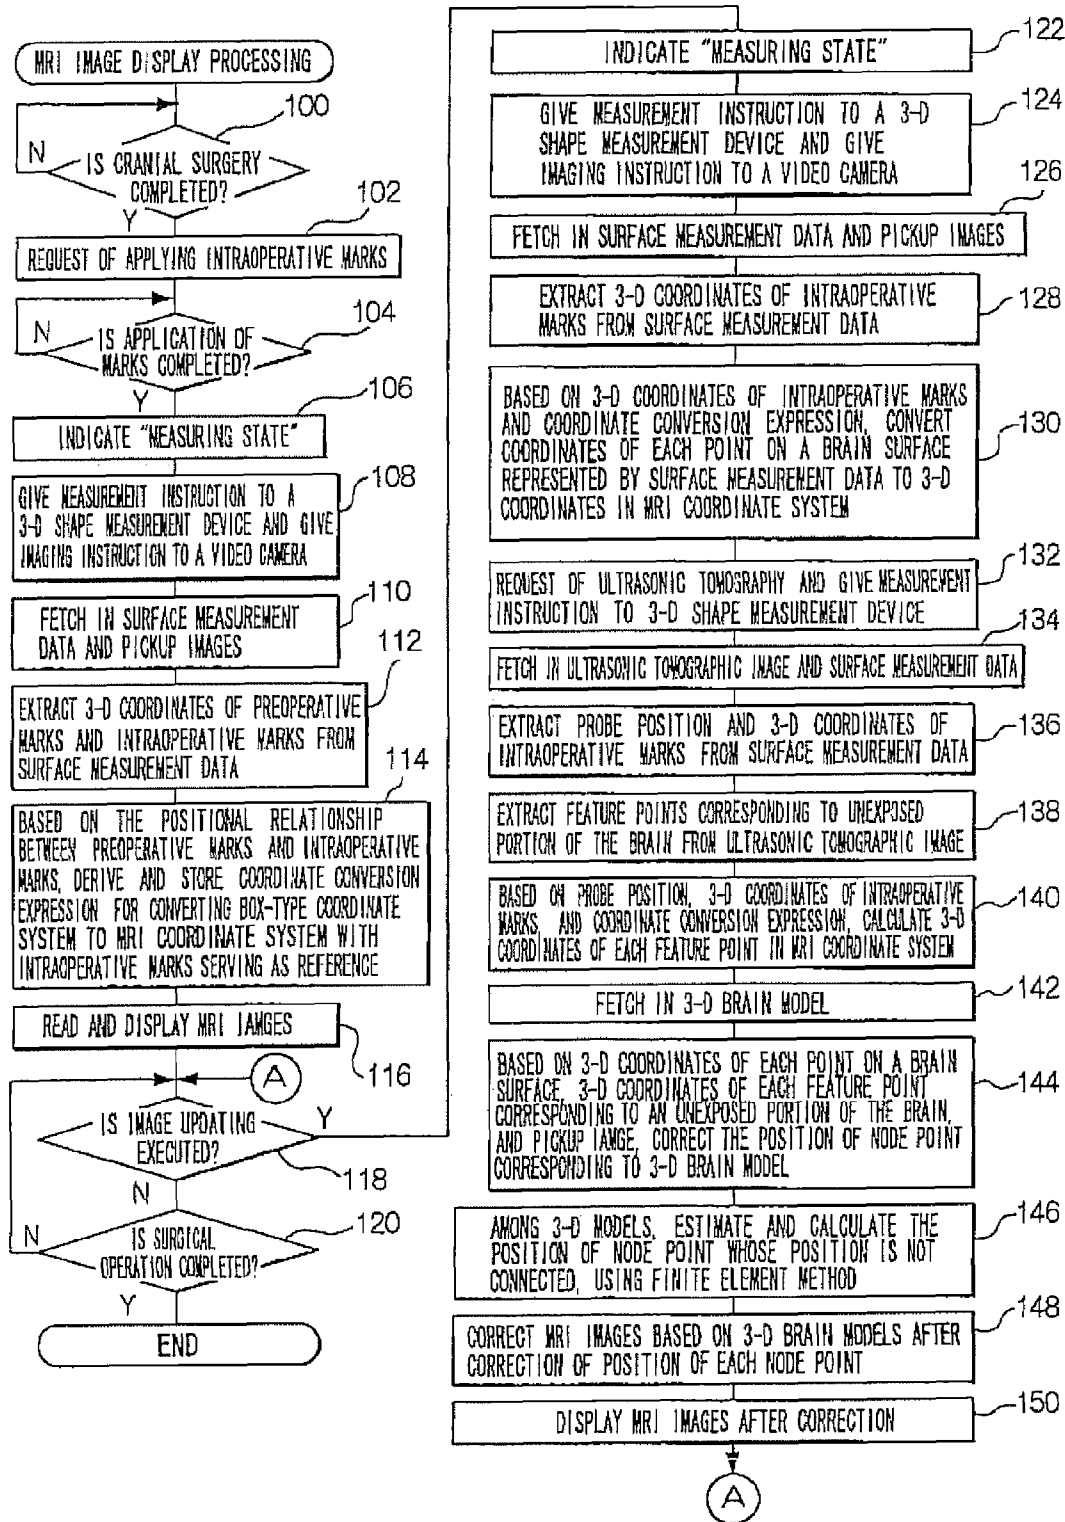 MRI IMAGE DISPLAY PROCESSING
100
N
IS CRANIAL SURGERY
COMPLETED?
Y
102
REQUEST OF APPLYING INTRAOPERATIVE MARKS
N
104
IS APPLICATION OF
MARKS COMPLETED?
Y
106
INDICATE "MEASURING STATE"
108
GIVE MEASUREMENT INSTRUCTION TO A
3-D SHAPE MEASUREMENT DEVICE AND GIVE
IMAGING INSTRUCTION TO A VIDEO CAMERA
110
FETCH IN SURFACE MEASUREMENT
DATA AND PICKUP IMAGES
112
EXTRACT 3-D COORDINATES OF PREOPERATIVE
MARKS AND INTRAOPERATIVE MARKS FROM
SURFACE MEASUREMENT DATA
114
BASED ON THE POSITIONAL RELATIONSHIP
BETWEEN PREOPERATIVE MARKS AND INTRAOPERATIVE
MARKS, DERIVE AND STORE COORDINATE CONVERSION
EXPRESSION FOR CONVERTING BOX-TYPE COORDINATE
SYSTEM TO MRI COORDINATE SYSTEM WITH
INTRAOPERATIVE MARKS SERVING AS REFERENCE
READ AND DISPLAY MRI IAMGES
116
A
IS IMAGE UPDATING
EXECUTED?
Y
118
N
120
N
IS SURGICAL
OPERATION COMPLETED?
Y
END
INDICATE "MEASURING STATE"
122
GIVE MEASUREMENT INSTRUCTION TO A 3-D
SHAPE MEASUREMENT DEVICE AND GIVE
IMAGING INSTRUCTION TO A VIDEO CAMERA
124
126
FETCH IN SURFACE MEASUREMENT DATA AND PICKUP IMAGES
EXTRACT 3-D COORDINATES OF INTRAOPERATIVE
MARKS FROM SURFACE MEASUREMENT DATA
128
BASED ON 3-D COORDINATES OF INTRAOPERATIVE MARKS
AND COORDINATE CONVERSION EXPRESSION, CONVERT
COORDINATES OF EACH POINT ON A BRAIN SURFACE
REPRESENTED BY SURFACE MEASUREMENT DATA TO 3-D
COORDINATES IN MRI COORDINATE SYSTEM
130
REQUEST OF ULTRASONIC TOMOGRAPHY AND GIVE MEASUREMENT
INSTRUCTION TO 3-D SHAPE MEASUREMENT DEVICE
132
134
FETCH IN ULTRASONIC TOMOGRAPHIC IMAGE AND SURFACE MEASUREMENT DATA
EXTRACT PROBE POSITION AND 3-D COORDINATES OF
INTRAOPERATIVE MARKS FROM SURFACE MEASUREMENT DATA
136
EXTRACT FEATURE POINTS CORRESPONDING TO UNEXPOSED
PORTION OF THE BRAIN FROM ULTRASONIC TOMOGRAPHIC IMAGE
138
BASED ON PROBE POSITION, 3-D COORDINATES OF INTRAOPERATIVE
MARKS, AND COORDINATE CONVERSION EXPRESSION, CALCULATE 3-D
COORDINATES OF EACH FEATURE POINT IN MRI COORDINATE SYSTEM
140
FETCH IN 3-D BRAIN MODEL
142
BASED ON 3-D COORDINATES OF EACH POINT ON A BRAIN
SURFACE, 3-D COORDINATES OF EACH FEATURE POINT
CORRESPONDING TO AN UNEXPOSED PORTION OF THE BRAIN,
AND PICKUP IAMGE, CORRECT THE POSITION OF NODE POINT
CORRESPONDING TO 3-D BRAIN MODEL
144
AMONG 3-D MODELS, ESTIMATE AND CALCULATE THE
POSITION OF NODE POINT WHOSE POSITION IS NOT
CONNECTED, USING FINITE ELEMENT METHOD
146
CORRECT MRI IMAGES BASED ON 3-D BRAIN MODELS AFTER
CORRECTION OF POSITION OF EACH NODE POINT
148
DISPLAY MRI IMAGES AFTER CORRECTION
150
A